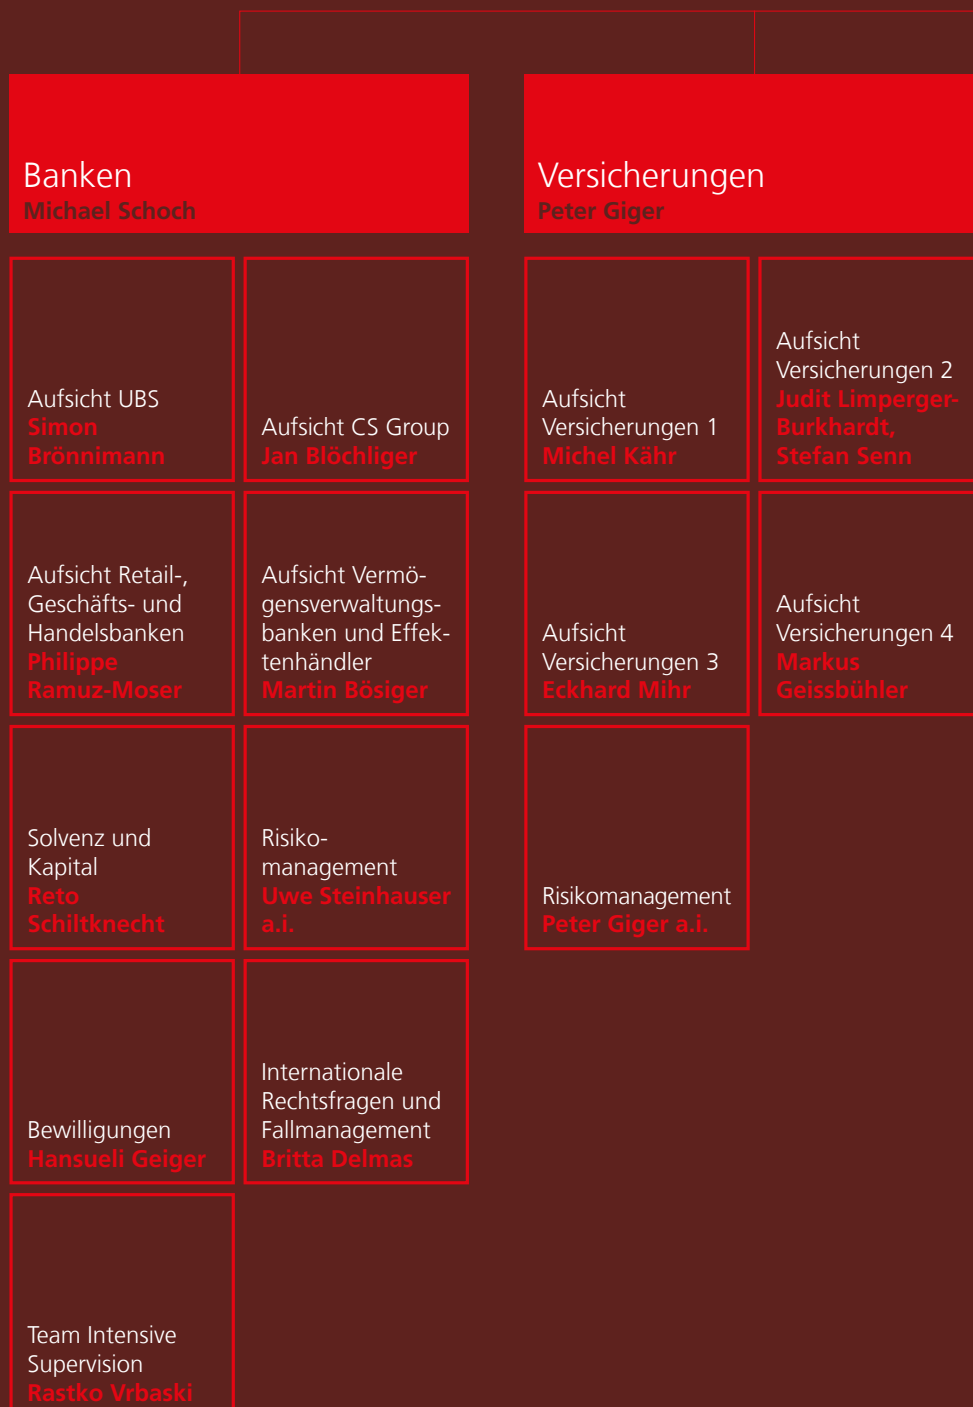 Banken
Michael Schoch
Versicherungen
Peter Giger
Aufsicht UBS
Simon
Brönnimann
Aufsicht CS Group
Jan Blöchliger
Aufsicht
Versicherungen 1
Michel Kähr
Aufsicht
Versicherungen 2
Judit Limperger-
Burkhardt,
Stefan Senn
Aufsicht Retail-,
Geschäfts- und
Handelsbanken
Philippe
Ramuz-Moser
Aufsicht Vermö-
gensverwaltungs-
banken und Effek-
tenhändler
Martin Bösiger
Aufsicht
Versicherungen 3
Eckhard Mihr
Aufsicht
Versicherungen 4
Markus
Geissbühler
Solvenz und
Kapital
Reto
Schiltknecht
Risiko-
management
Uwe Steinhauser
a.i.
Risikomanagement
Peter Giger a.i.
Bewilligungen
Hansueli Geiger
Internationale
Rechtsfragen und
Fallmanagement
Britta Delmas
Team Intensive
Supervision
Rastko Vrbaski